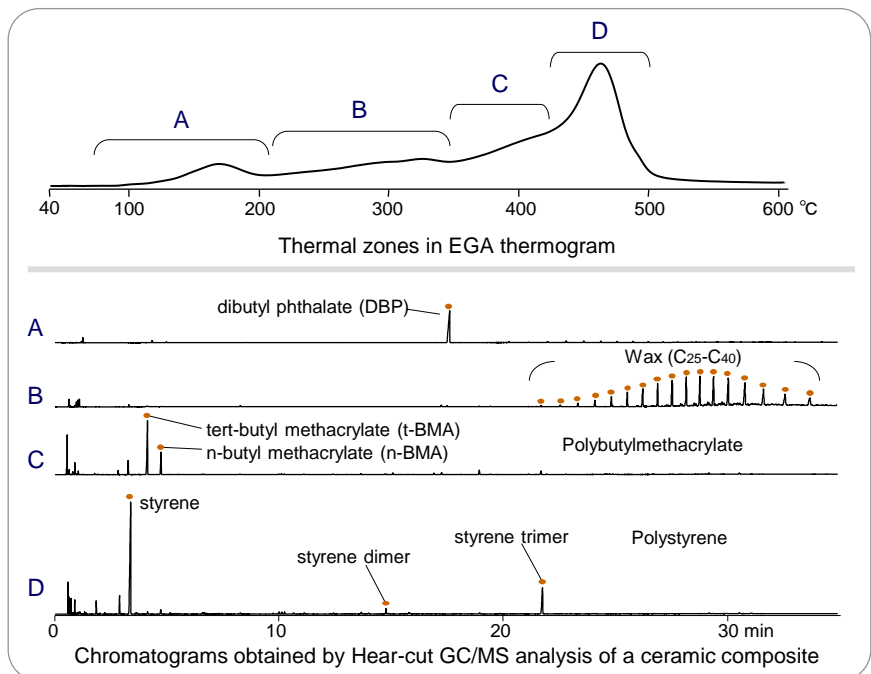 D
C
B
A
40 100 200 300 400 500 600 °C
Thermal zones in EGA thermogram
dibutyl phthalate (DBP)
A
Wax (C25-C40)
B
tert-butyl methacrylate (t-BMA)
n-butyl methacrylate (n-BMA)
Polybutylmethacrylate
C
styrene
styrene dimer
styrene trimer
Polystyrene
D
0 10 20 30 min
Chromatograms obtained by Hear-cut GC/MS analysis of a ceramic composite